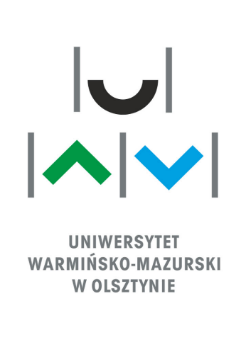 UNIWERSYTET
WARMIŃSKO-MAZURSKI
W OLSZTYNIE